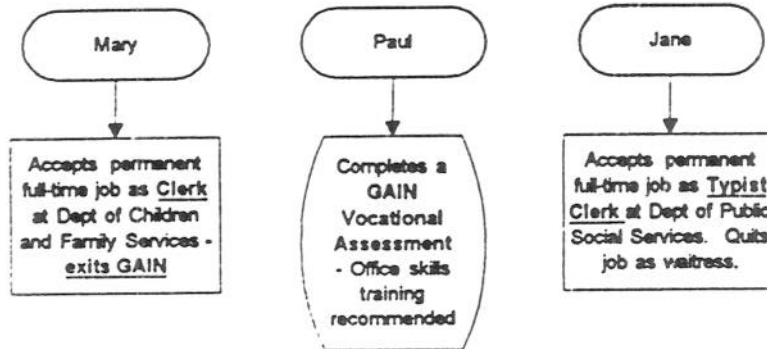 Mary
Paul
Jane
Accepts permanent
full-time job as Clerk
at Dept of Children
and Family Services -
exits GAIN
Completes a
GAIN
Vocational
Assessment
- Office skills
training
recommended
Accepts permanent
full-time job as Typist
Clerk at Dept of Public
Social Services. Quits
job as waitress.